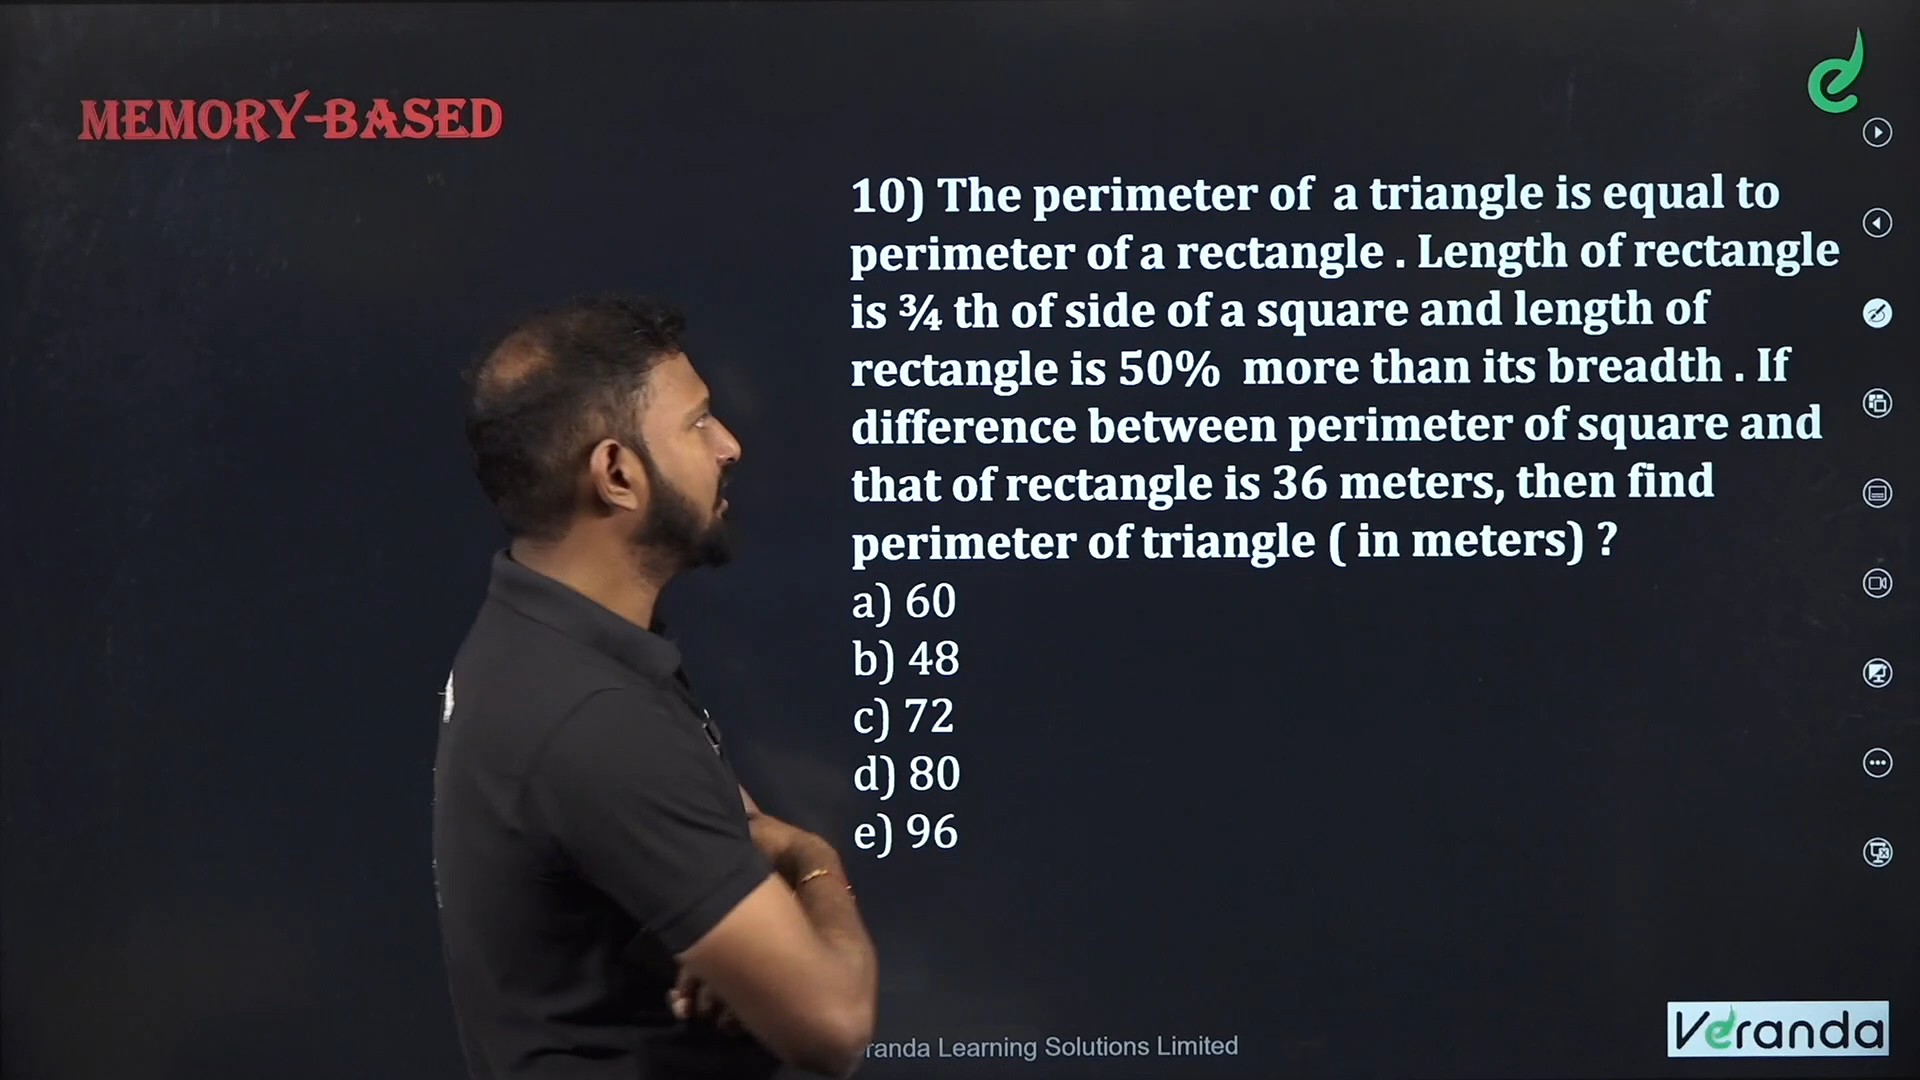 MEMORY-BASED
10) The perimeter of a triangle is equal to
perimeter of a rectangle . Length of rectangle
is ¾ th of side of a square and length of
rectangle is 50% more than its breadth . If
difference between perimeter of square and
that of rectangle is 36 meters, then find
perimeter of triangle ( in meters) ?
a) 60
b) 48
c) 72
d) 80
e) 96
randa Learning Solutions Limited
Veranda